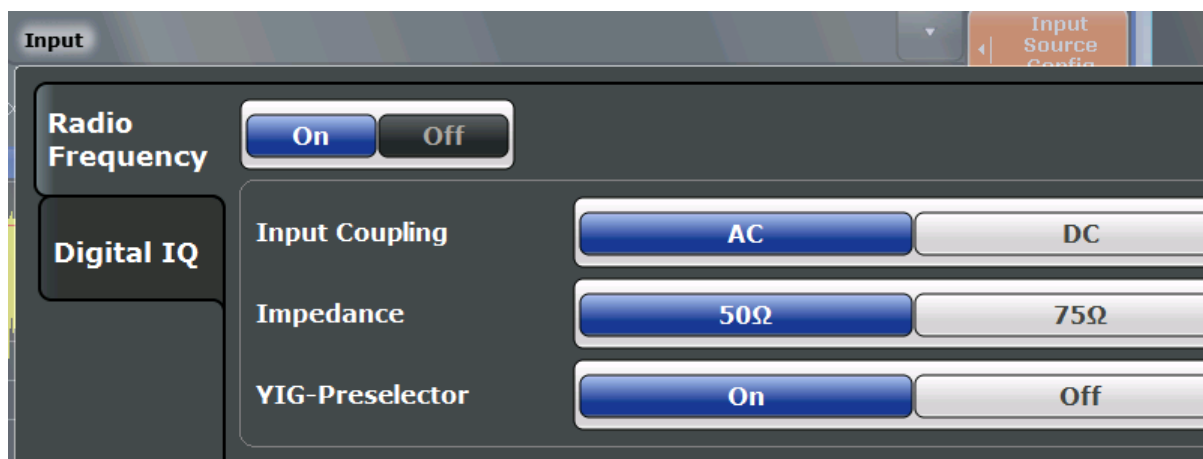 Input
Input
Source
Config
Radio
Frequency
On Off
Digital IQ
Input Coupling AC DC
Impedance 50Ω 75Ω
YIG-Preselector On Off